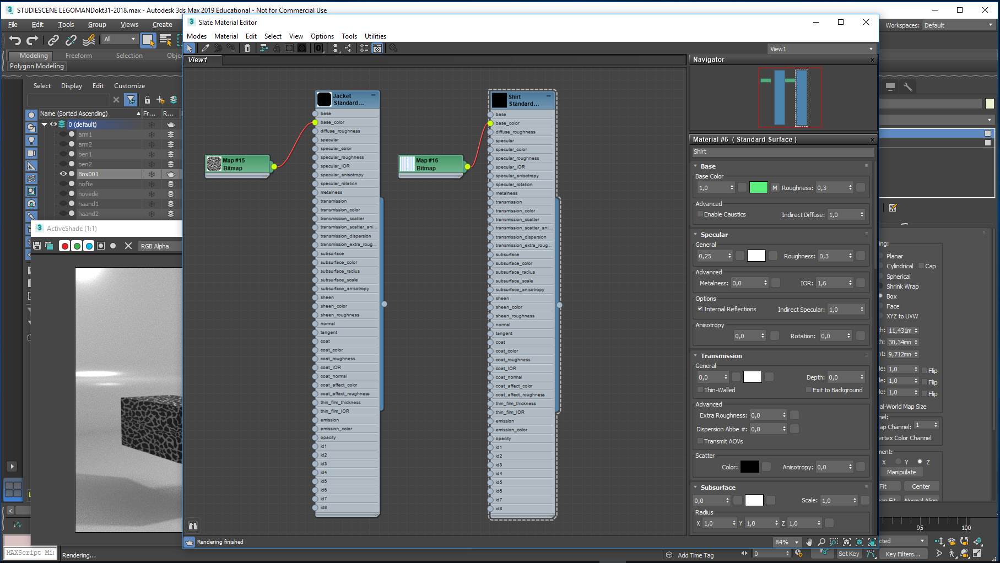 STUDIESCENE LEGOMANDokt31-2018.max - Autodesk 3ds Max 2019 Educational - Not for Commercial Use
File Edit Tools Group Views Create
Workspaces: Default
All
Modeling Freeform Selection
Polygon Modeling
Select Display Edit Customize
Name (Sorted Ascending) Fr... R...
0 (default)
arm1
arm2
ben1
ben2
Box001
hofte
hovede
haand1
haand2
ActiveShade (1:1)
RGB Alpha
Rendering...
Slate Material Editor
Modes Material Edit Select View Options Tools Utilities
View1
View1
Map #15
Bitmap
Jacket
Standard...
base
base_color
diffuse_roughness
specular
specular_color
specular_roughness
specular_IOR
specular_anisotropy
specular_rotation
metalness
transmission
transmission_color
transmission_scatter
transmission_scatter_ani...
transmission_dispersion
transmission_extra_roug...
subsurface
subsurface_color
subsurface_radius
subsurface_scale
subsurface_anisotropy
sheen
sheen_color
sheen_roughness
normal
tangent
coat
coat_color
coat_roughness
coat_IOR
coat_normal
coat_affect_color
coat_affect_roughness
thin_film_thickness
thin_film_IOR
emission
emission_color
opacity
id1
id2
id3
id4
id5
id6
id7
id8
Map #16
Bitmap
Shirt
Standard...
base
base_color
diffuse_roughness
specular
specular_color
specular_roughness
specular_IOR
specular_anisotropy
specular_rotation
metalness
transmission
transmission_color
transmission_scatter
transmission_scatter_ani...
transmission_dispersion
transmission_extra_roug...
subsurface
subsurface_color
subsurface_radius
subsurface_scale
subsurface_anisotropy
sheen
sheen_color
sheen_roughness
normal
tangent
coat
coat_color
coat_roughness
coat_IOR
coat_normal
coat_affect_color
coat_affect_roughness
thin_film_thickness
thin_film_IOR
emission
emission_color
opacity
id1
id2
id3
id4
id5
id6
id7
id8
Rendering finished
84%
Navigator
Material #6 ( Standard Surface )
Shirt
Base
Base Color
1,0 M Roughness: 0,3
Advanced
Enable Caustics Indirect Diffuse: 1,0
Specular
General
0,25 Roughness: 0,3
Advanced
Metalness: 0,0 IOR: 1,6
Options
Internal Reflections Indirect Specular: 1,0
Anisotropy
0,0 Rotation: 0,0
Transmission
General
0,0 Depth: 0,0
Thin-Walled Exit to Background
Advanced
Extra Roughness: 0,0
Dispersion Abbe #: 0,0
Transmit AOVs
Scatter
Color: Anisotropy: 0,0
Subsurface
0,0 Scale: 1,0
Radius
X 1,0 Y 1,0 Z 1,0
Planar
Cylindrical Cap
Spherical
Shrink Wrap
Box
Face
XYZ to UVW
11,431m
30,34mm
9,712mm
1,0 Flip
1,0 Flip
1,0 Flip
al-World Map Size
ap Channel: 1
ertex Color Channel
X Y Z
Manipulate
Fit Center
Normal Align
95 100
Add Time Tag
0
Set Key Key Filters...